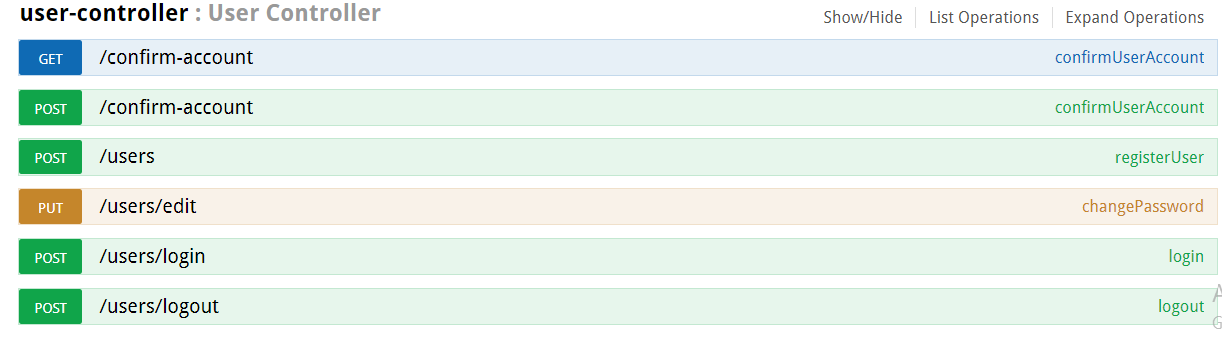 user-controller : User Controller Show/Hide List Operations Expand Operations
GET /confirm-account confirmUserAccount
POST /confirm-account confirmUserAccount
POST /users registerUser
PUT /users/edit changePassword
POST /users/login login
POST /users/logout logout